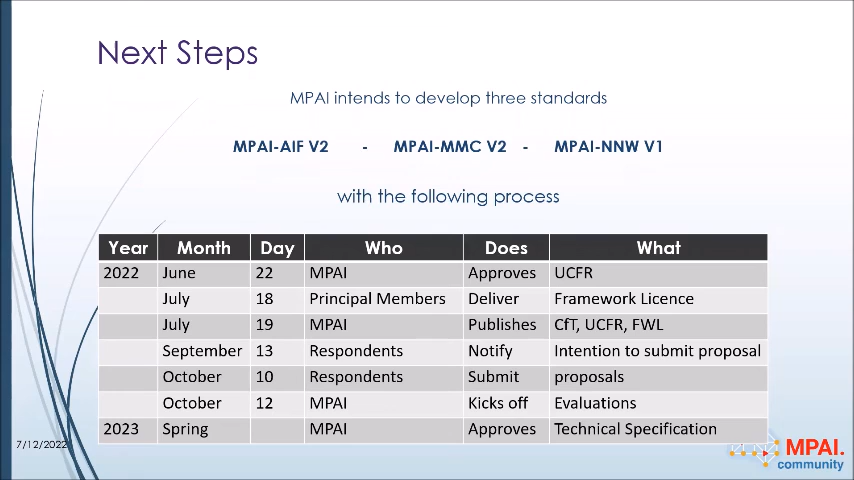 Next Steps
MPAI intends to develop three standards
MPAI-AIF V2 - MPAI-MMC V2 - MPAI-NNW V1
with the following process
Year Month Day Who Does What
2022 June 22 MPAI Approves UCFR
July 18 Principal Members Deliver Framework Licence
July 19 MPAI Publishes CfT, UCFR, FWL
September 13 Respondents Notify Intention to submit proposal
October 10 Respondents Submit proposals
October 12 MPAI Kicks off Evaluations
2023 Spring MPAI Approves Technical Specification
7/12/2022
MPAI.
community